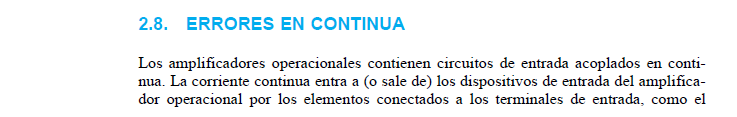 2.8. ERRORES EN CONTINUA
Los amplificadores operacionales contienen circuitos de entrada acoplados en conti-
nua. La corriente continua entra a (o sale de) los dispositivos de entrada del amplifica-
dor operacional por los elementos conectados a los terminales de entrada, como el